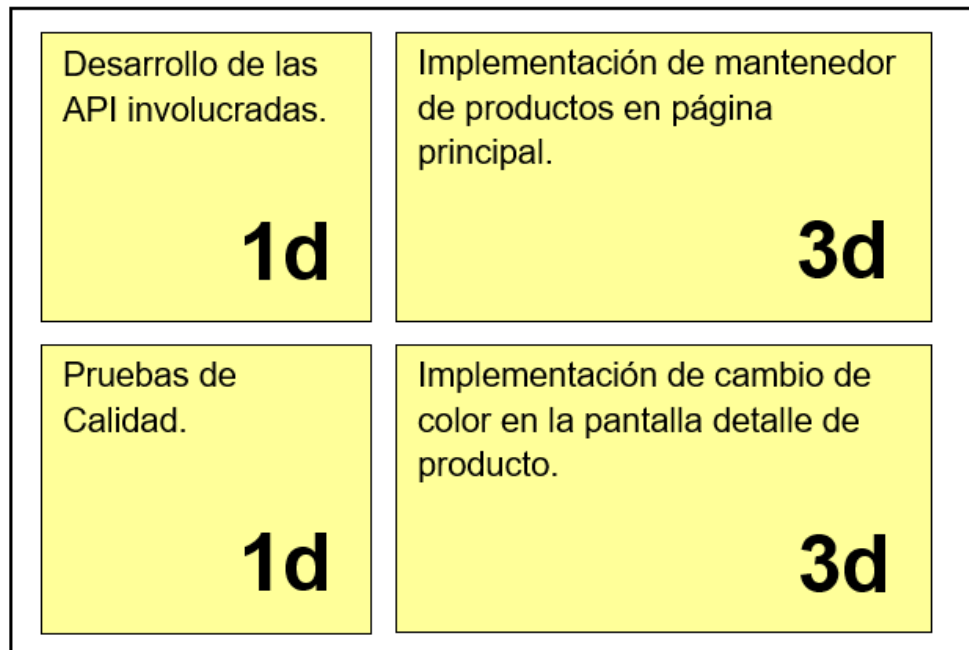 Desarrollo de las
API involucradas.
1d
Implementación de mantenedor
de productos en página
principal.
3d
Pruebas de
Calidad.
1d
Implementación de cambio de
color en la pantalla detalle de
producto.
3d